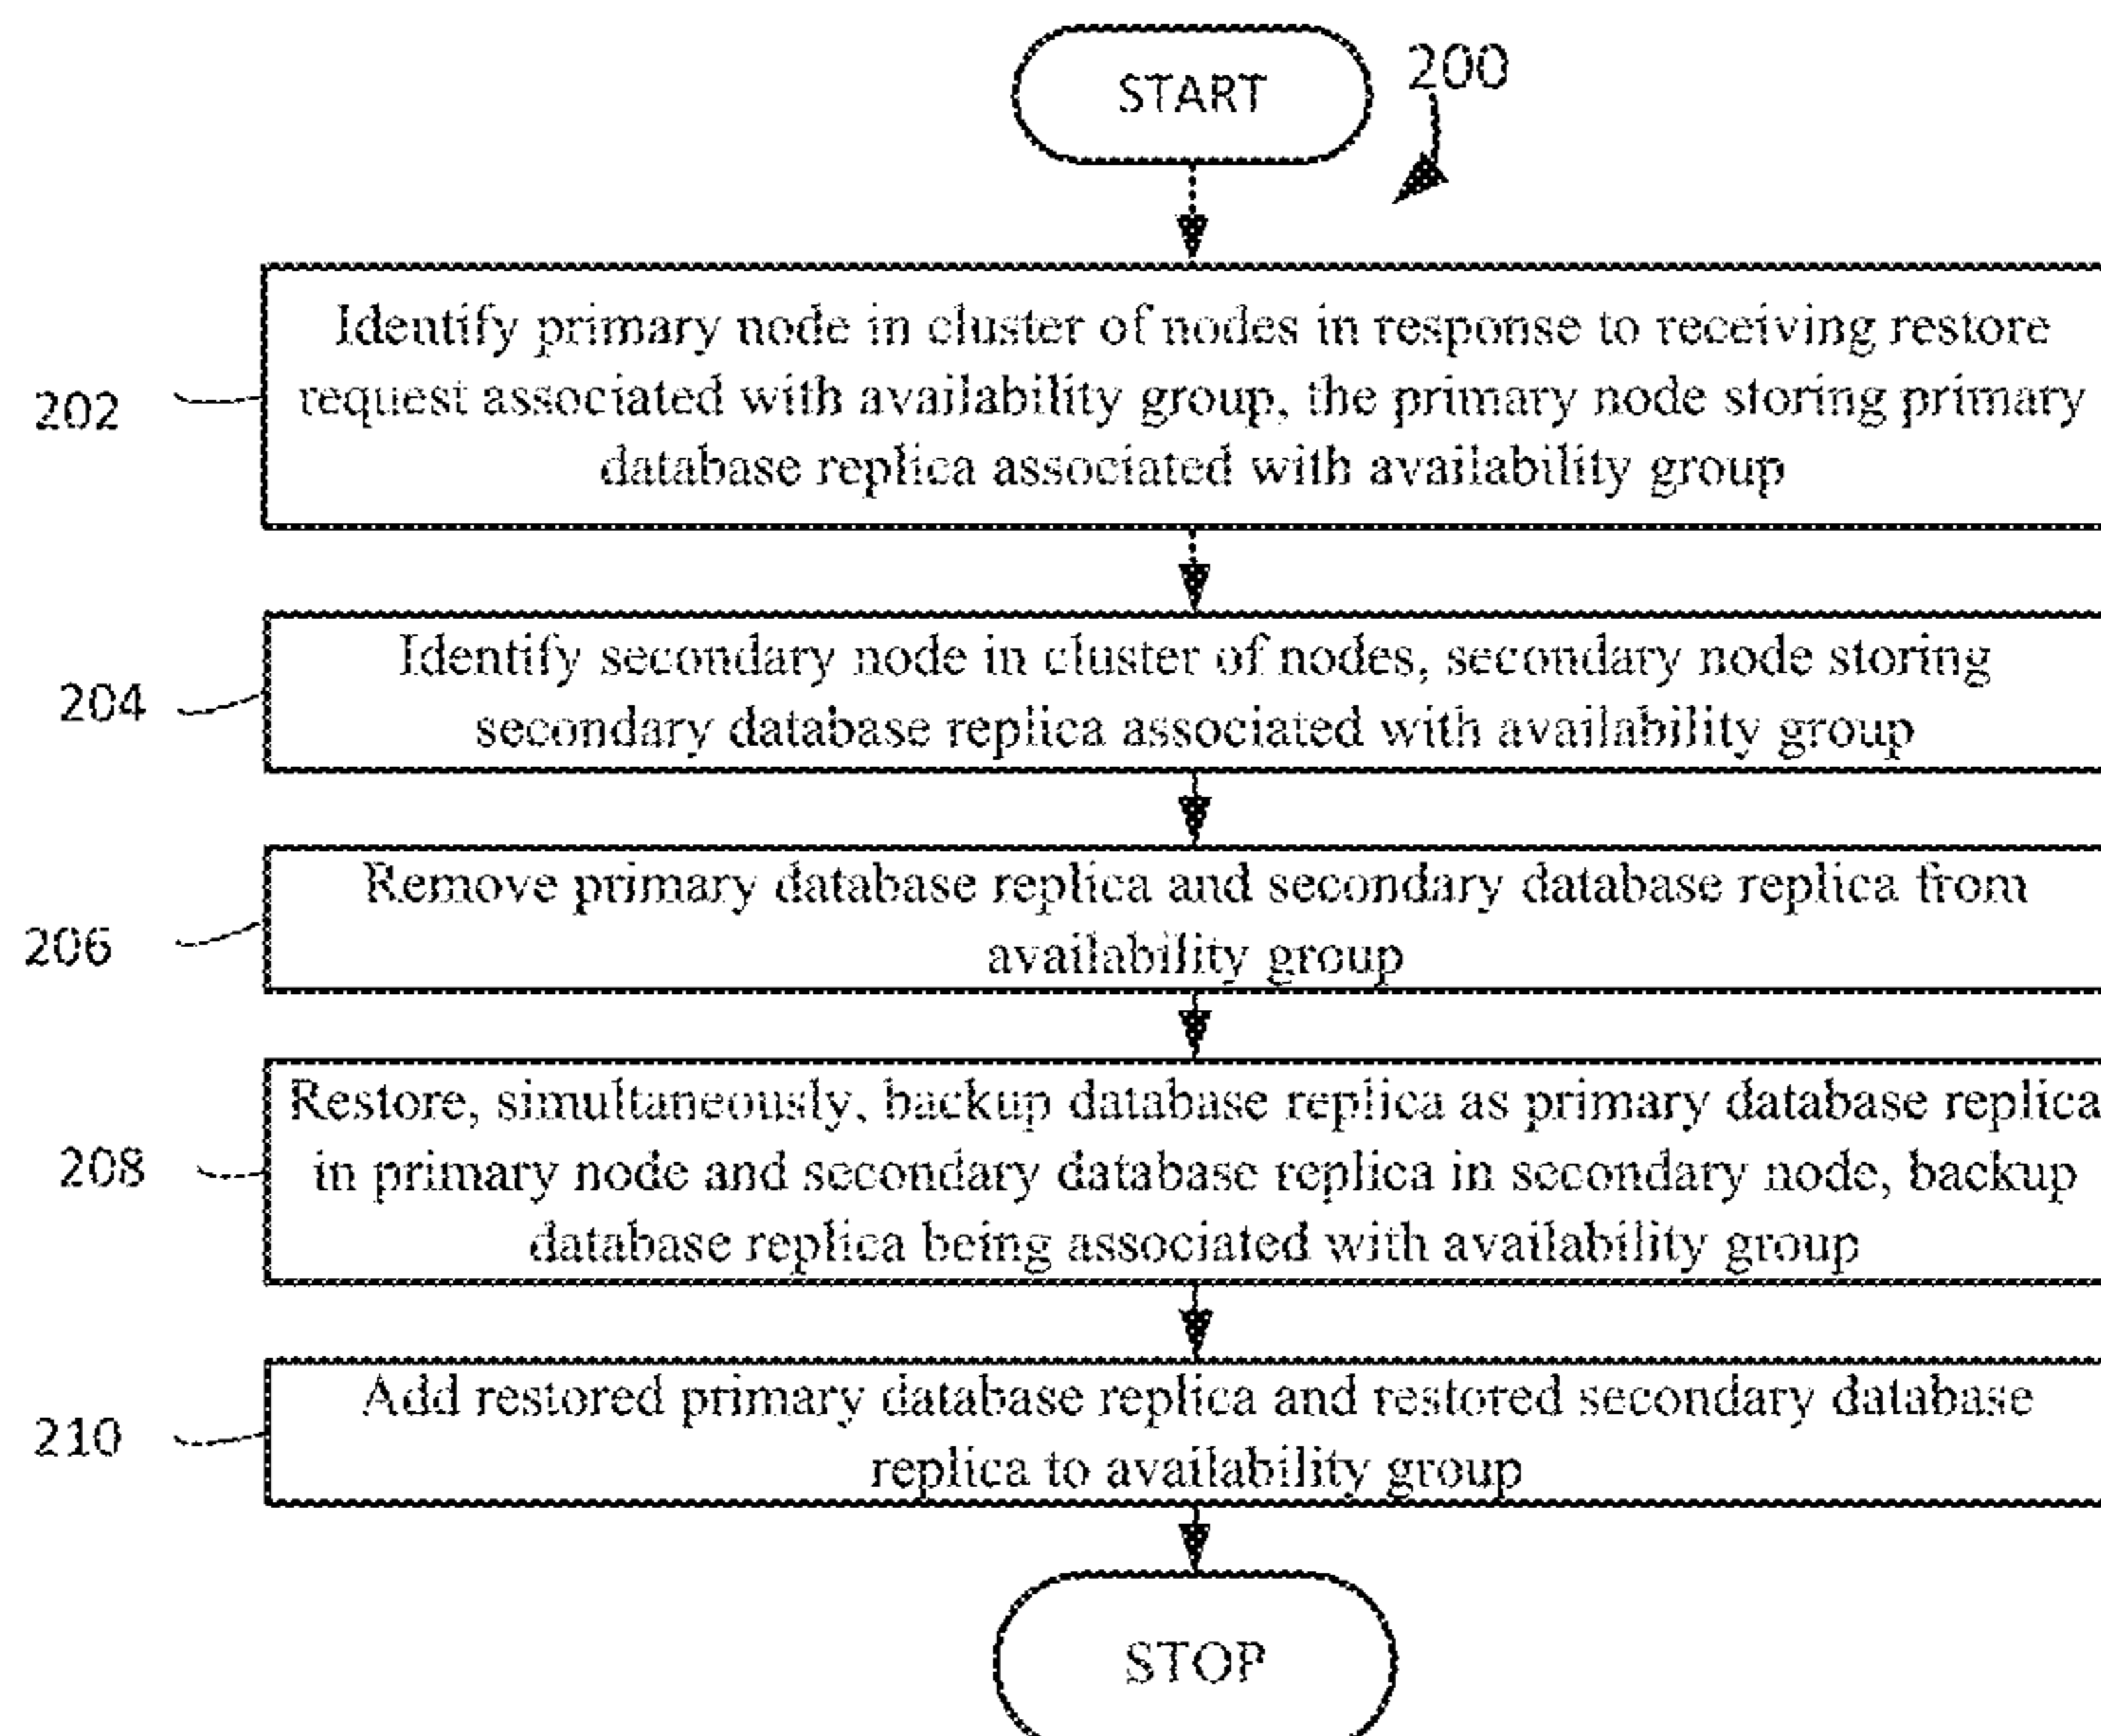 START
200
Identify primary node in cluster of nodes in response to receiving restore
request associated with availability group, the primary node storing primary
database replica associated with availability group
202
Identify secondary node in cluster of nodes, secondary node storing
secondary database replica associated with availability group
204
Remove primary database replica and secondary database replica from
availability group
206
Restore, simultaneously, backup database replica as primary database replica
in primary node and secondary database replica in secondary node, backup
database replica being associated with availability group
208
Add restored primary database replica and restored secondary database
replica to availability group
210
STOP